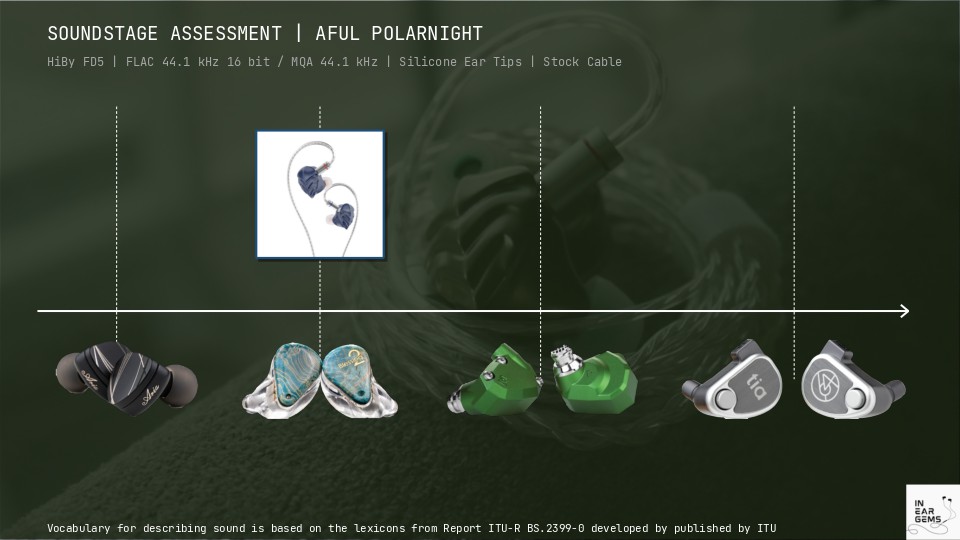 SOUNDSTAGE ASSESSMENT | AFUL POLARNIGHT
HiBy FD5 | FLAC 44.1 kHz 16 bit / MQA 44.1 kHz | Silicone Ear Tips | Stock Cable
tia
Vocabulary for describing sound is based on the lexicons from Report ITU-R BS.2399-0 developed by published by ITU
IN
EAR
GEMS